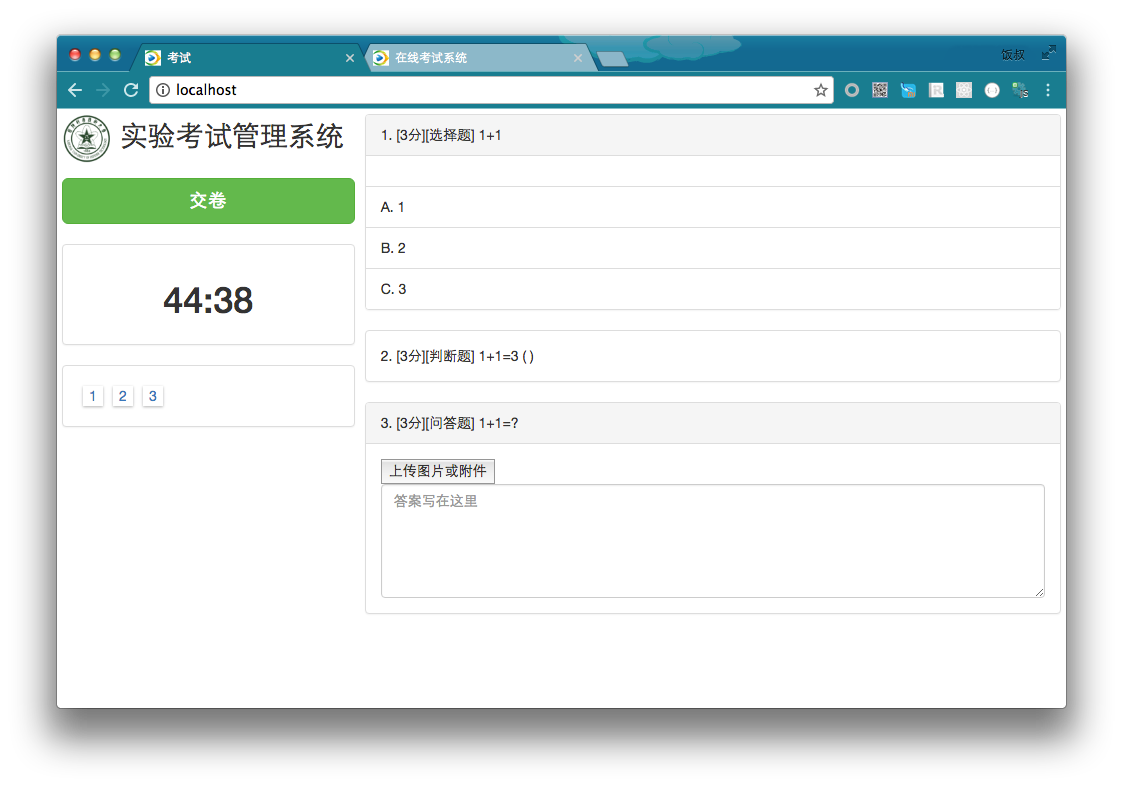 考试
在线考试系统
饭叔
localhost
实验考试管理系统
交卷
44:38
1 2 3
1. [3分][选择题] 1+1
A. 1
B. 2
C. 3
2. [3分][判断题] 1+1=3 ( )
3. [3分][问答题] 1+1=?
上传图片或附件
答案写在这里